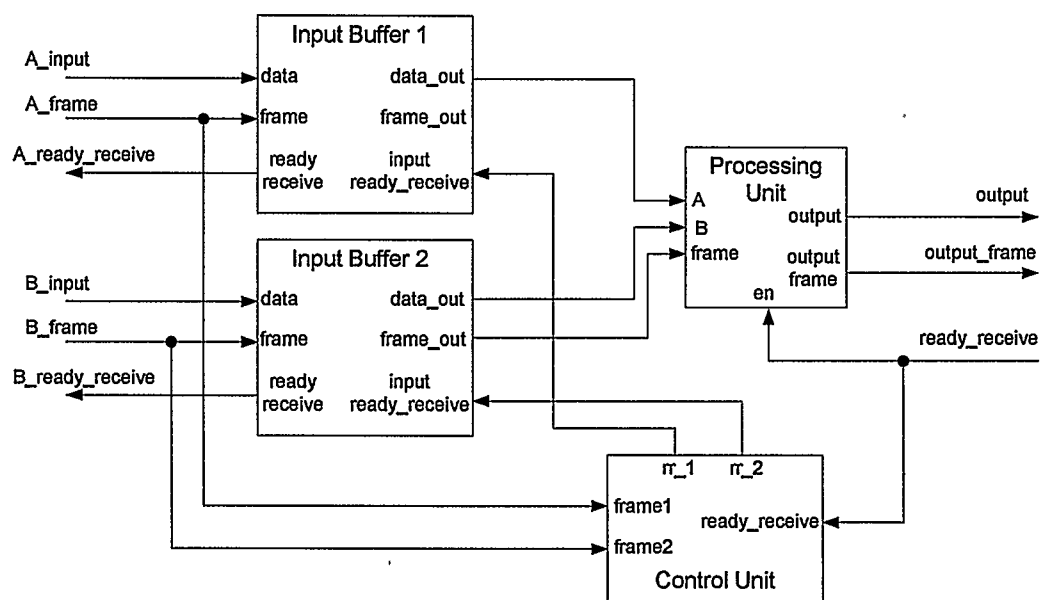 Input Buffer 1
A_input
data
data_out
A_frame
frame
frame_out
A_ready_receive
ready
receive
input
ready_receive
Processing
Unit
A
B
frame
output
output
frame
en
output
output_frame
ready_receive
Input Buffer 2
B_input
data
data_out
B_frame
frame
frame_out
B_ready_receive
ready
receive
input
ready_receive
rr_1
rr_2
frame1
ready_receive
frame2
Control Unit